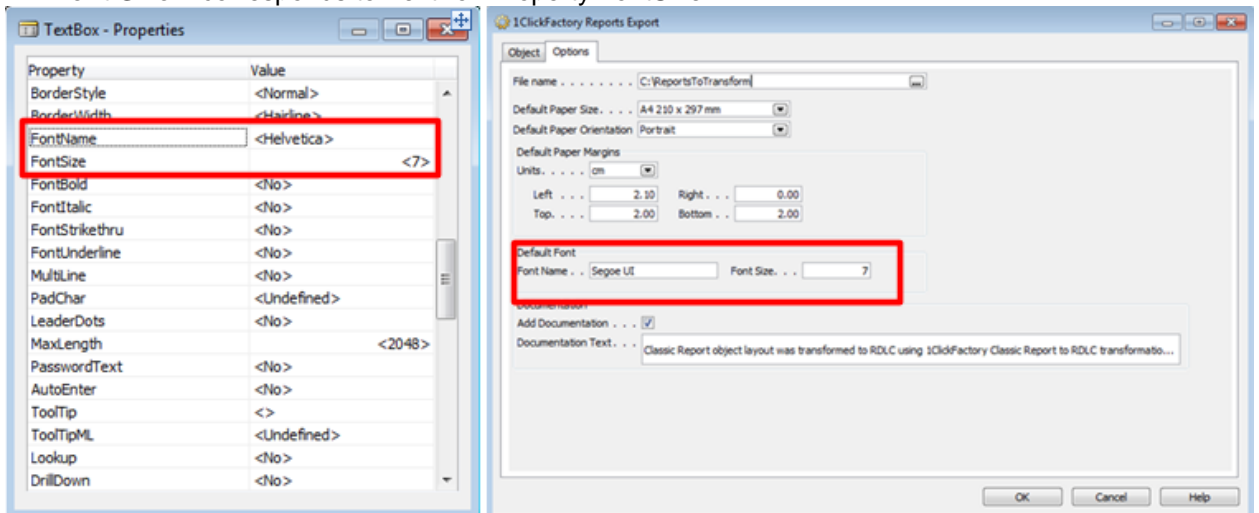 TextBox - Properties
Property Value
BorderStyle <Normal>
BorderWidth <Hairline>
FontName <Helvetica>
FontSize <7>
FontBold <No>
FontItalic <No>
FontStrikethru <No>
FontUnderline <No>
MultiLine <No>
PadChar <Undefined>
LeaderDots <No>
MaxLength <2048>
PasswordText <No>
AutoEnter <No>
ToolTip <>
ToolTipML <Undefined>
Lookup <No>
DrillDown <No>
1ClickFactory Reports Export
Object Options
File name . . . . . . . . C:\ReportsToTransform
Default Paper Size. . . . A4 210 x 297 mm
Default Paper Orientation Portrait
Default Paper Margins
Units. . . . . cm
Left . . . 2.10 Right. . . 0.00
Top. . . . 2.00 Bottom . . 2.00
Default Font
Font Name . . Segoe UI Font Size. . . 7
Documentation
Add Documentation . . .
Documentation Text. . . Classic Report object layout was transformed to RDLC using 1ClickFactory Classic Report to RDLC transformatio...
OK Cancel Help